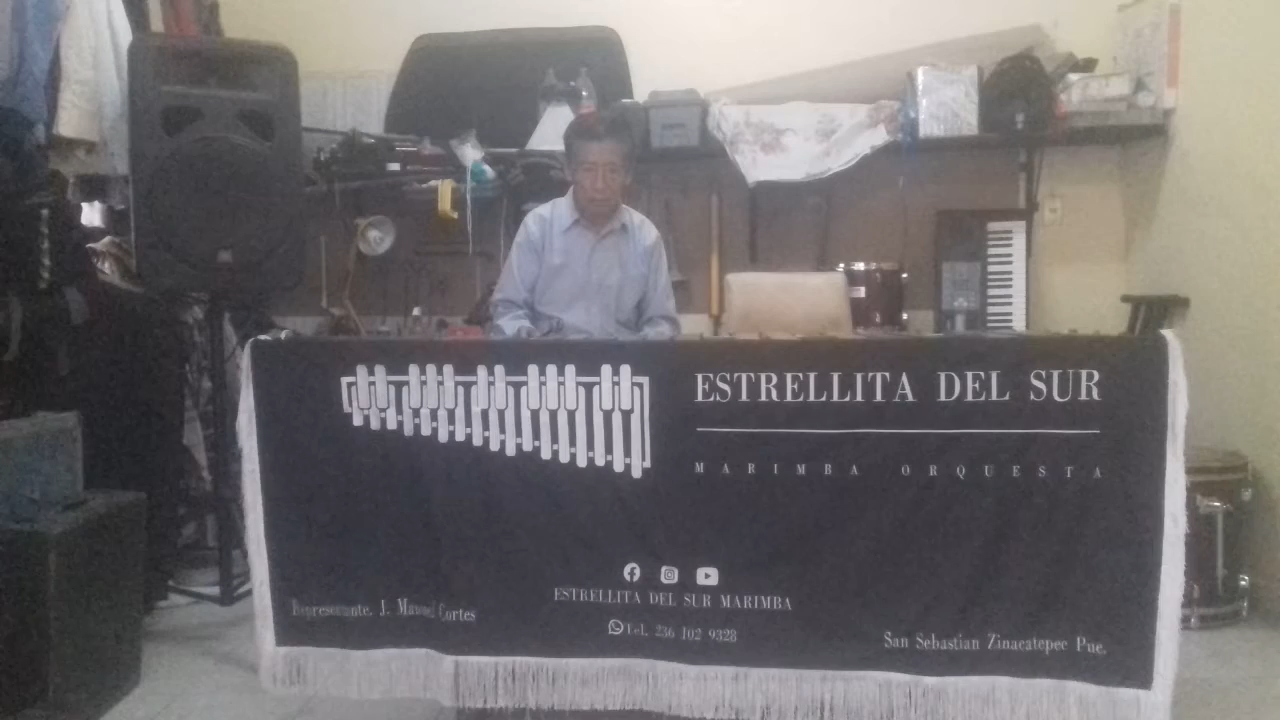 ESTRELLITA DEL SUR
MARIMBA ORQUESTA
ESTRELLITA DEL SUR MARIMBA
Tel. 236 102 9328
Representante. J. Manuel Cortes
San Sebastian Zinacatepec Pue.